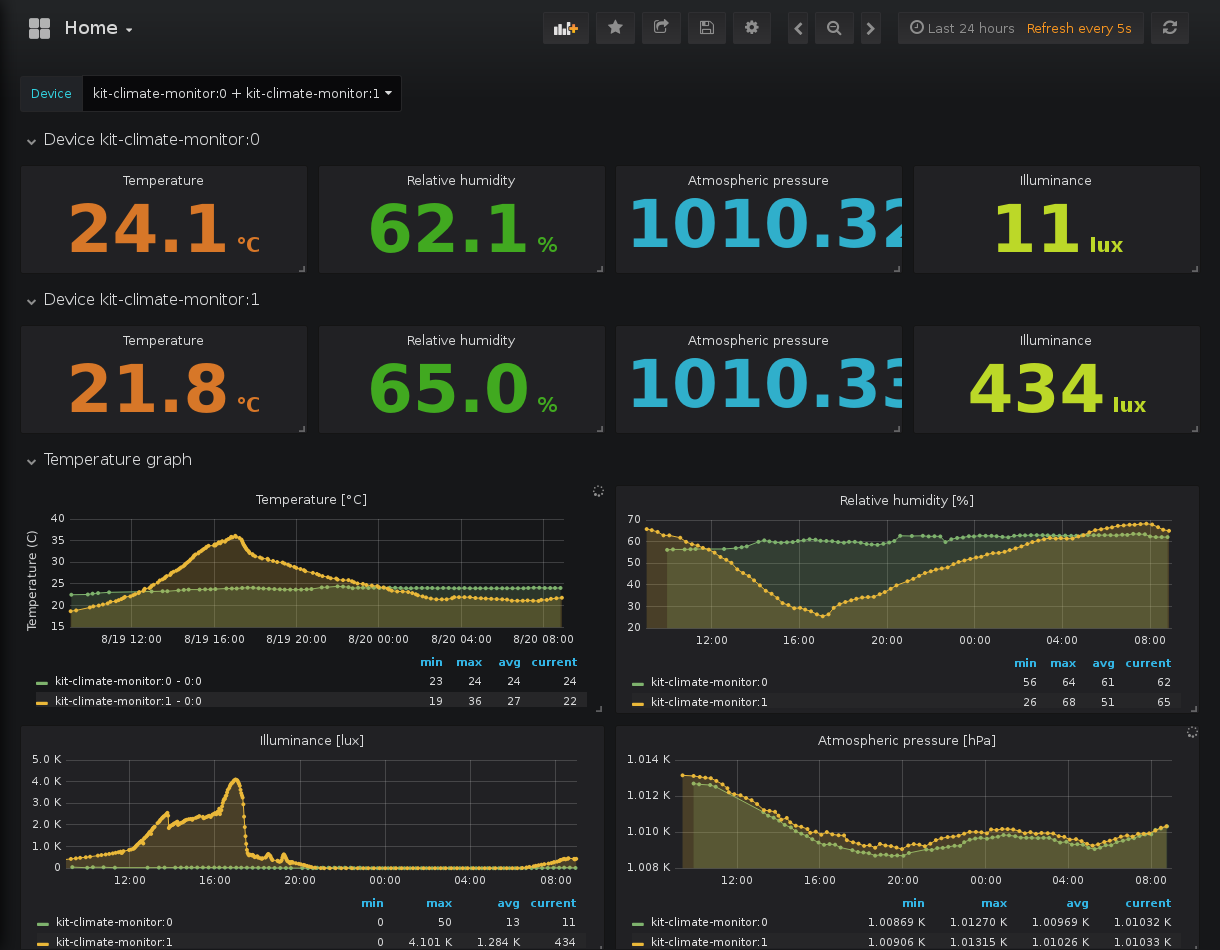 Home
Last 24 hours Refresh every 5s
Device kit-climate-monitor:0 + kit-climate-monitor:1
Device kit-climate-monitor:0
Temperature Relative humidity Atmospheric pressure Illuminance
24.1 °C 62.1 % 1010.32 11 lux
Device kit-climate-monitor:1
Temperature Relative humidity Atmospheric pressure Illuminance
21.8 °C 65.0 % 1010.33 434 lux
Temperature graph
Temperature [°C]
Temperature (C)
40
35
30
25
20
15
8/19 12:00 8/19 16:00 8/19 20:00 8/20 00:00 8/20 04:00 8/20 08:00
min max avg current
kit-climate-monitor:0 - 0:0 23 24 24 24
kit-climate-monitor:1 - 0:0 19 36 27 22
Relative humidity [%]
70
60
50
40
30
20
12:00 16:00 20:00 00:00 04:00 08:00
min max avg current
kit-climate-monitor:0 56 64 61 62
kit-climate-monitor:1 26 68 51 65
Illuminance [lux]
5.0 K
4.0 K
3.0 K
2.0 K
1.0 K
0
12:00 16:00 20:00 00:00 04:00 08:00
min max avg current
kit-climate-monitor:0 0 50 13 11
kit-climate-monitor:1 0 4.101 K 1.284 K 434
Atmospheric pressure [hPa]
1.014 K
1.012 K
1.010 K
1.008 K
12:00 16:00 20:00 00:00 04:00 08:00
min max avg current
kit-climate-monitor:0 1.00869 K 1.01270 K 1.00969 K 1.01032 K
kit-climate-monitor:1 1.00906 K 1.01315 K 1.01026 K 1.01033 K